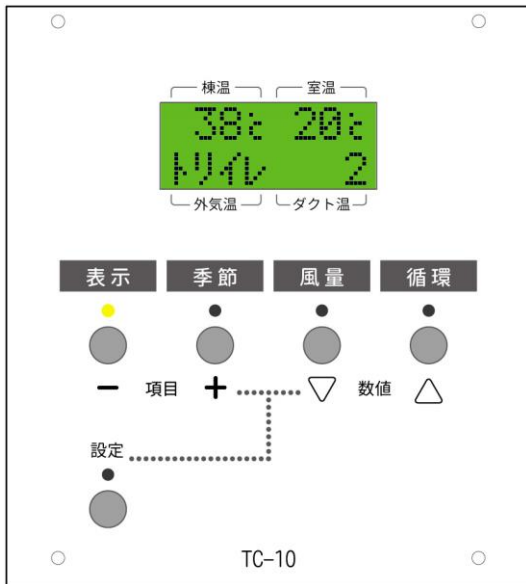 棟温 室温
38℃ 20℃
トリイレ 2
外気温 ダクト温
表示 季節 風量 循環
− 項目 + ▽ 数値 △
設定
TC-10